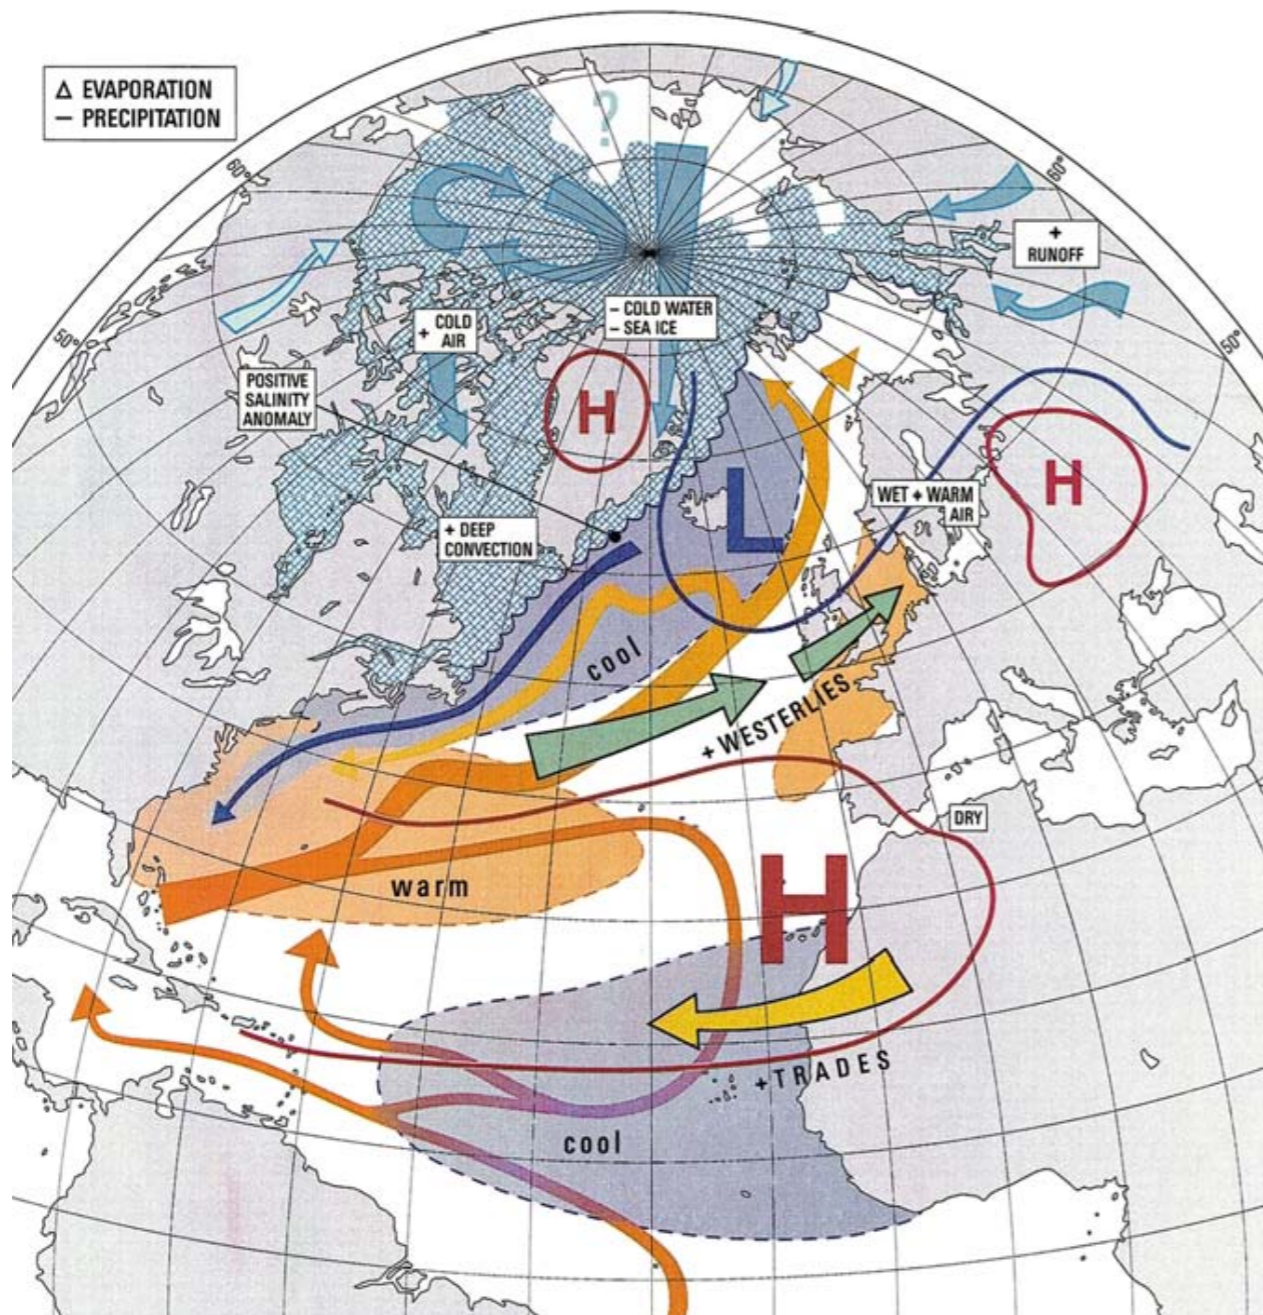 Δ EVAPORATION
– PRECIPITATION
?
60°
60°
+
RUNOFF
50°
50°
+ COLD
AIR
– COLD WATER
– SEA ICE
POSITIVE
SALINITY
ANOMALY
H
H
L
WET + WARM
AIR
+ DEEP
CONVECTION
cool
+ WESTERLIES
DRY
H
warm
+ TRADES
cool